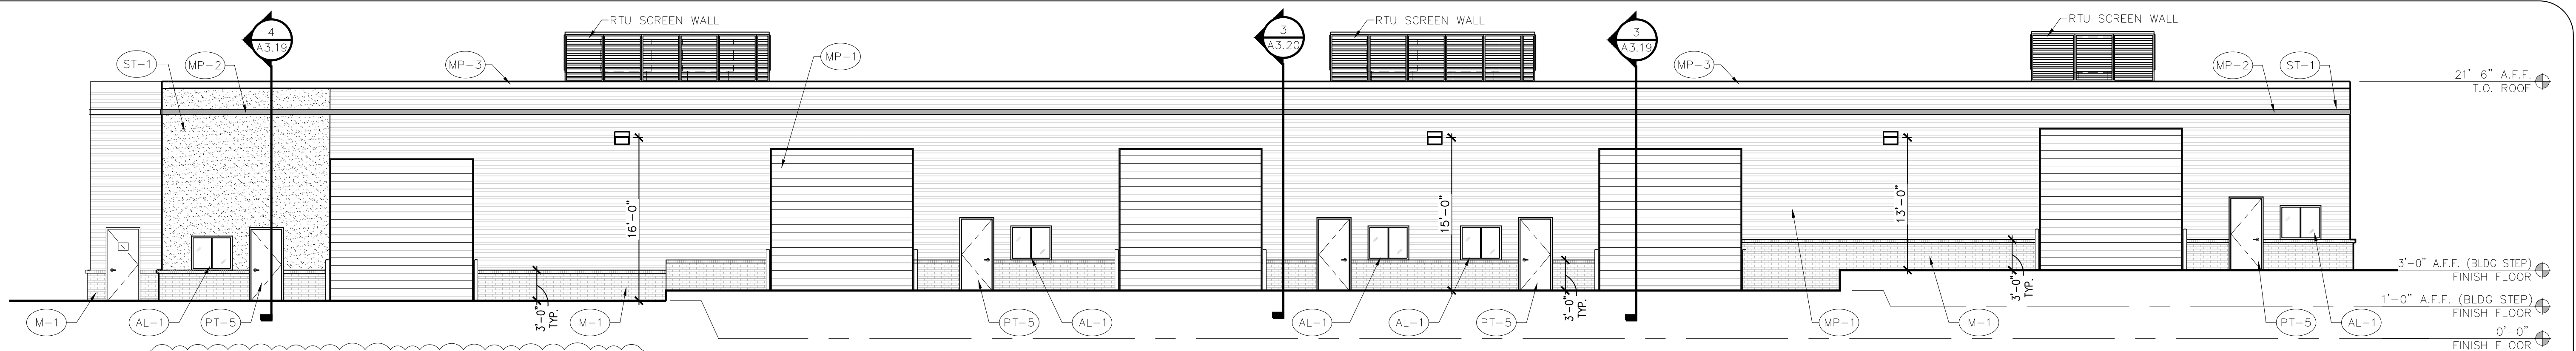 RTU SCREEN WALL
RTU SCREEN WALL
RTU SCREEN WALL
4
A3.19
3
A3.20
3
A3.19
ST-1
MP-2
MP-3
MP-1
MP-3
MP-2
ST-1
21'-6" A.F.F.
T.O. ROOF
16'-0"
15'-0"
13'-0"
3'-0" A.F.F. (BLDG STEP)
FINISH FLOOR
3'-0"
TYP.
3'-0"
TYP.
3'-0"
TYP.
1'-0" A.F.F. (BLDG STEP)
FINISH FLOOR
M-1
AL-1
PT-5
M-1
PT-5
AL-1
AL-1
AL-1
PT-5
MP-1
M-1
PT-5
AL-1
0'-0"
FINISH FLOOR